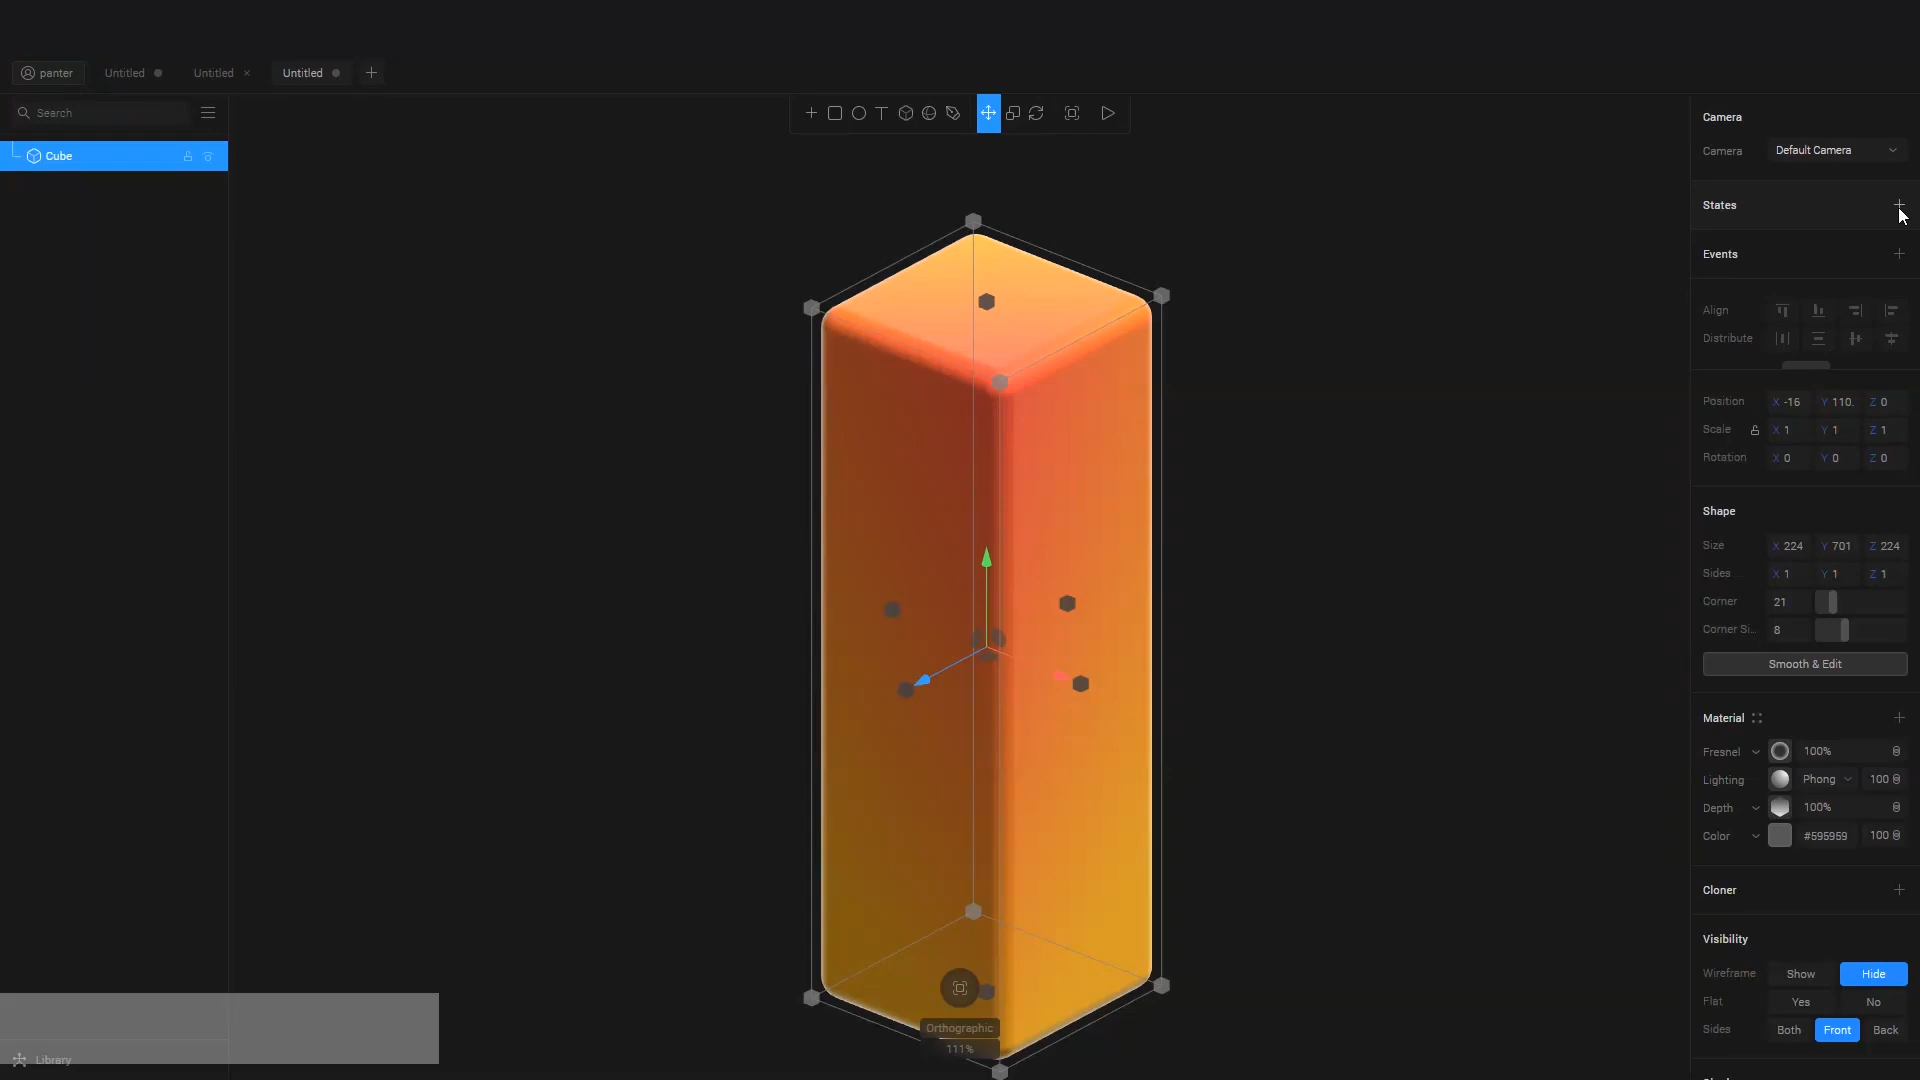 panter
Untitled
Untitled
Untitled
Search
Cube
Library
Orthographic
111%
Camera
Camera Default Camera
States
Events
Align
Distribute
Position X -16 Y 110. Z 0
Scale X 1 Y 1 Z 1
Rotation X 0 Y 0 Z 0
Shape
Size X 224 Y 701 Z 224
Sides X 1 Y 1 Z 1
Corner 21
Corner Si... 8
Smooth & Edit
Material
Fresnel 100%
Lighting Phong 100
Depth 100%
Color #595959 100
Cloner
Visibility
Wireframe Show Hide
Flat Yes No
Sides Both Front Back